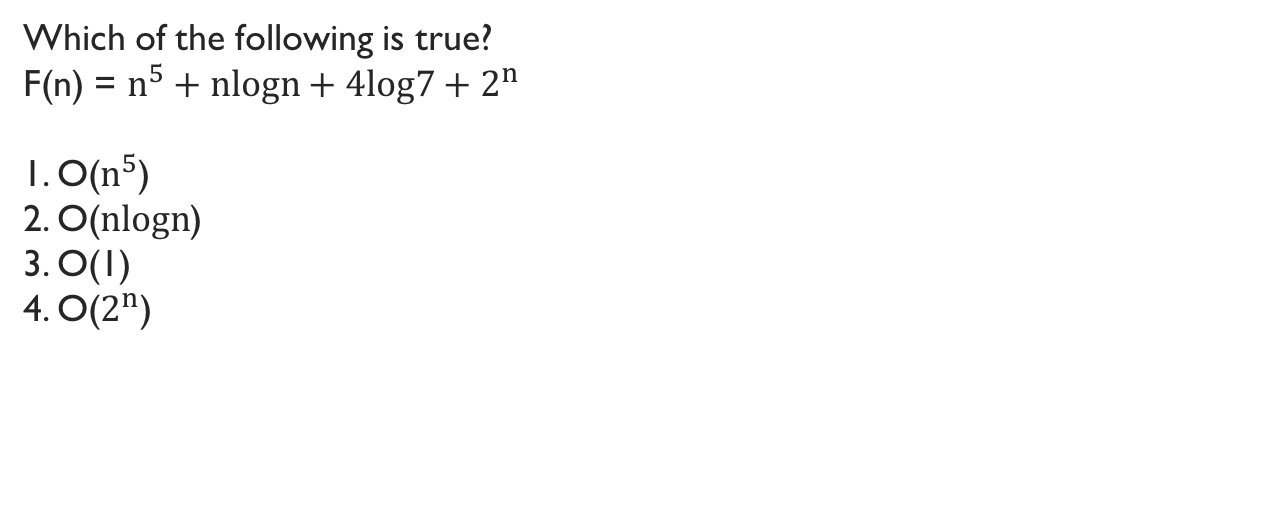 Which of the following is true?
F(n) = n⁵ + nlogn + 4log7 + 2ⁿ
1. O(n⁵)
2. O(nlogn)
3. O(1)
4. O(2ⁿ)